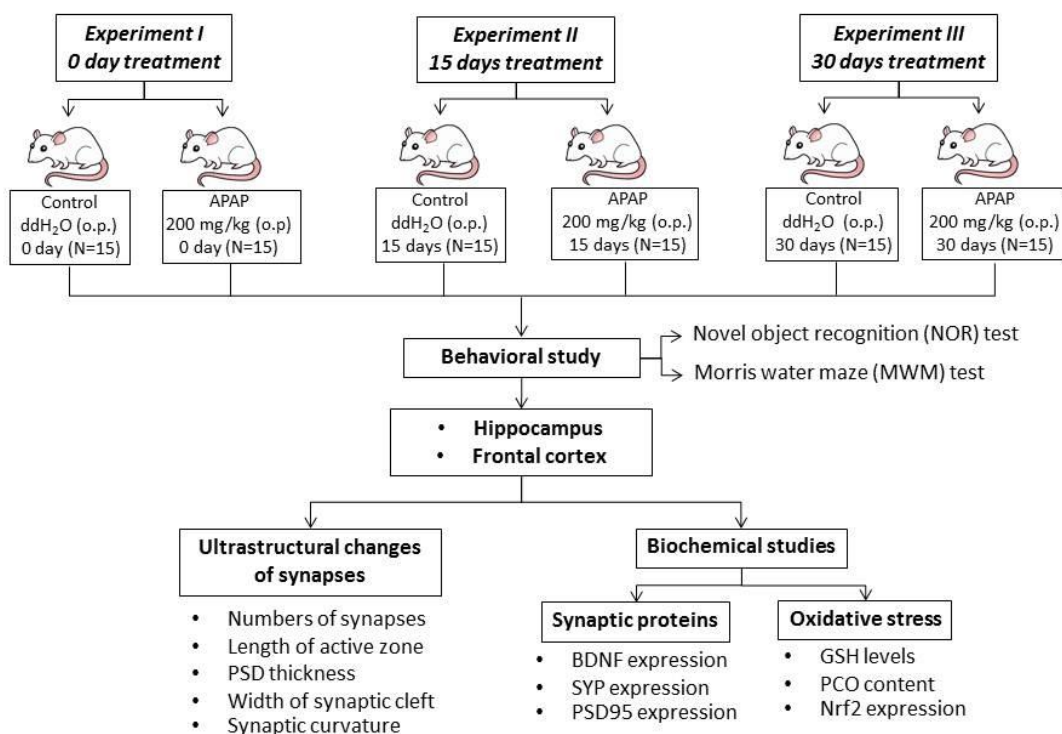 Experiment I
0 day treatment
Experiment II
15 days treatment
Experiment III
30 days treatment
Control
ddH₂O (o.p.)
0 day (N=15)
APAP
200 mg/kg (o.p)
0 day (N=15)
Control
ddH₂O (o.p.)
15 days (N=15)
APAP
200 mg/kg (o.p.)
15 days (N=15)
Control
ddH₂O (o.p.)
30 days (N=15)
APAP
200 mg/kg (o.p.)
30 days (N=15)
Behavioral study
Novel object recognition (NOR) test
Morris water maze (MWM) test
• Hippocampus
• Frontal cortex
Ultrastructural changes
of synapses
• Numbers of synapses
• Length of active zone
• PSD thickness
• Width of synaptic cleft
• Synaptic curvature
Biochemical studies
Synaptic proteins
• BDNF expression
• SYP expression
• PSD95 expression
Oxidative stress
• GSH levels
• PCO content
• Nrf2 expression